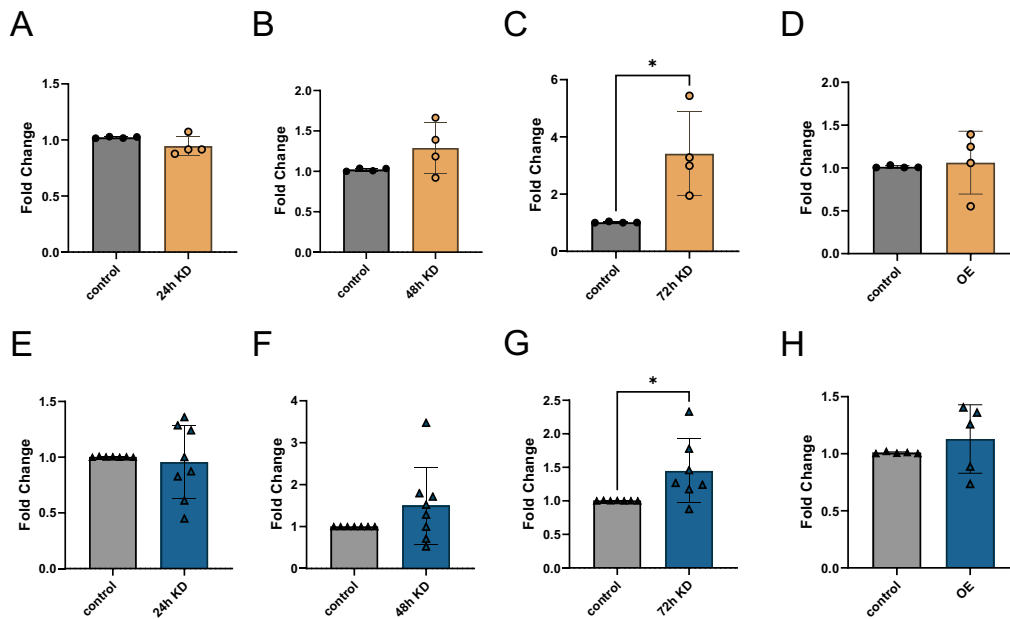 A
B
C
D
Fold Change
1.5
1.0
0.5
0.0
control
24h KD
Fold Change
2.0
1.5
1.0
0.5
0.0
control
48h KD
Fold Change
6
4
2
0
*
control
72h KD
Fold Change
2.0
1.5
1.0
0.5
0.0
control
OE
E
F
G
H
Fold Change
1.5
1.0
0.5
0.0
control
24h KD
Fold Change
4
3
2
1
0
control
48h KD
Fold Change
2.5
2.0
1.5
1.0
0.5
0.0
*
control
72h KD
Fold Change
1.5
1.0
0.5
0.0
control
OE